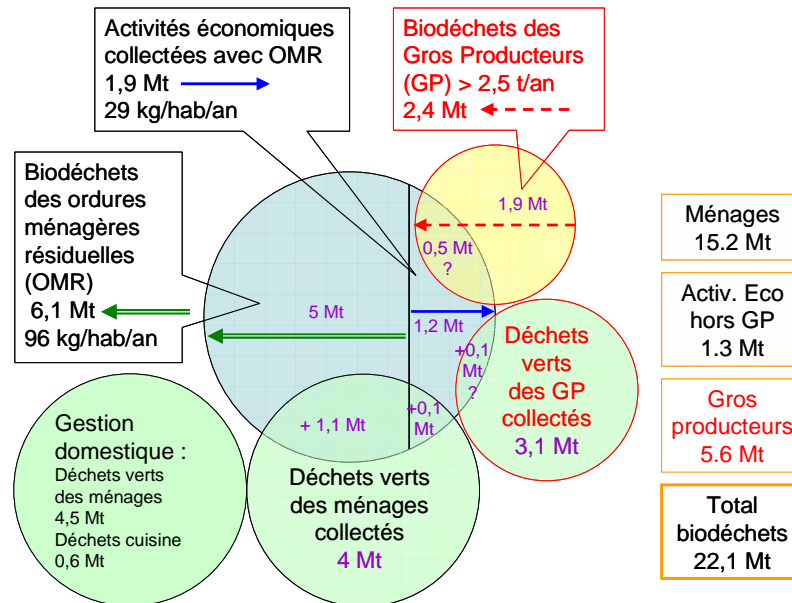 Activités économiques
collectées avec OMR
1,9 Mt
29 kg/hab/an
Biodéchets des
Gros Producteurs
(GP) > 2,5 t/an
2,4 Mt
Biodéchets
des ordures
ménagères
résiduelles
(OMR)
6,1 Mt
96 kg/hab/an
1,9 Mt
0,5 Mt
?
5 Mt
1,2 Mt
+0,1
Mt
?
+ 1,1 Mt
+0,1
Mt
Déchets
verts
des GP
collectés
3,1 Mt
Gestion
domestique :
Déchets verts
des ménages
4,5 Mt
Déchets cuisine
0,6 Mt
Déchets verts
des ménages
collectés
4 Mt
Ménages
15.2 Mt
Activ. Eco
hors GP
1.3 Mt
Gros
producteurs
5.6 Mt
Total
biodéchets
22,1 Mt